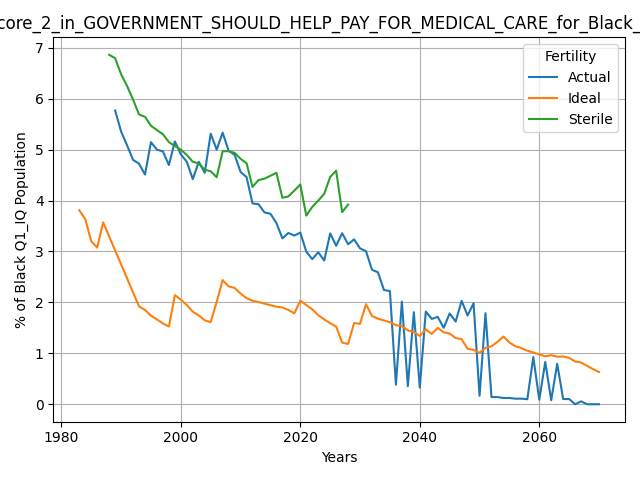 core_2_in_GOVERNMENT_SHOULD_HELP_PAY_FOR_MEDICAL_CARE_for_Black_
Fertility
Actual
Ideal
Sterile
% of Black Q1_IQ Population
7
6
5
4
3
2
1
0
1980 2000 2020 2040 2060
Years